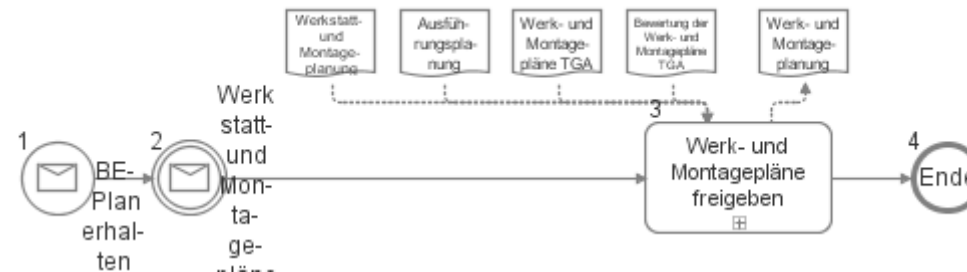 Werkstatt-
und
Montage-
planung
Ausfüh-
rungspla-
nung
Werk- und
Montage-
pläne TGA
Bewertung der
Werk- und
Montagepläne
TGA
Werk- und
Montage-
planung
1
BE-
Plan
erhal-
ten
2
Werk
statt-
und
Mon-
ta-
ge-
pläne
3
Werk- und
Montagepläne
freigeben
4
Ende